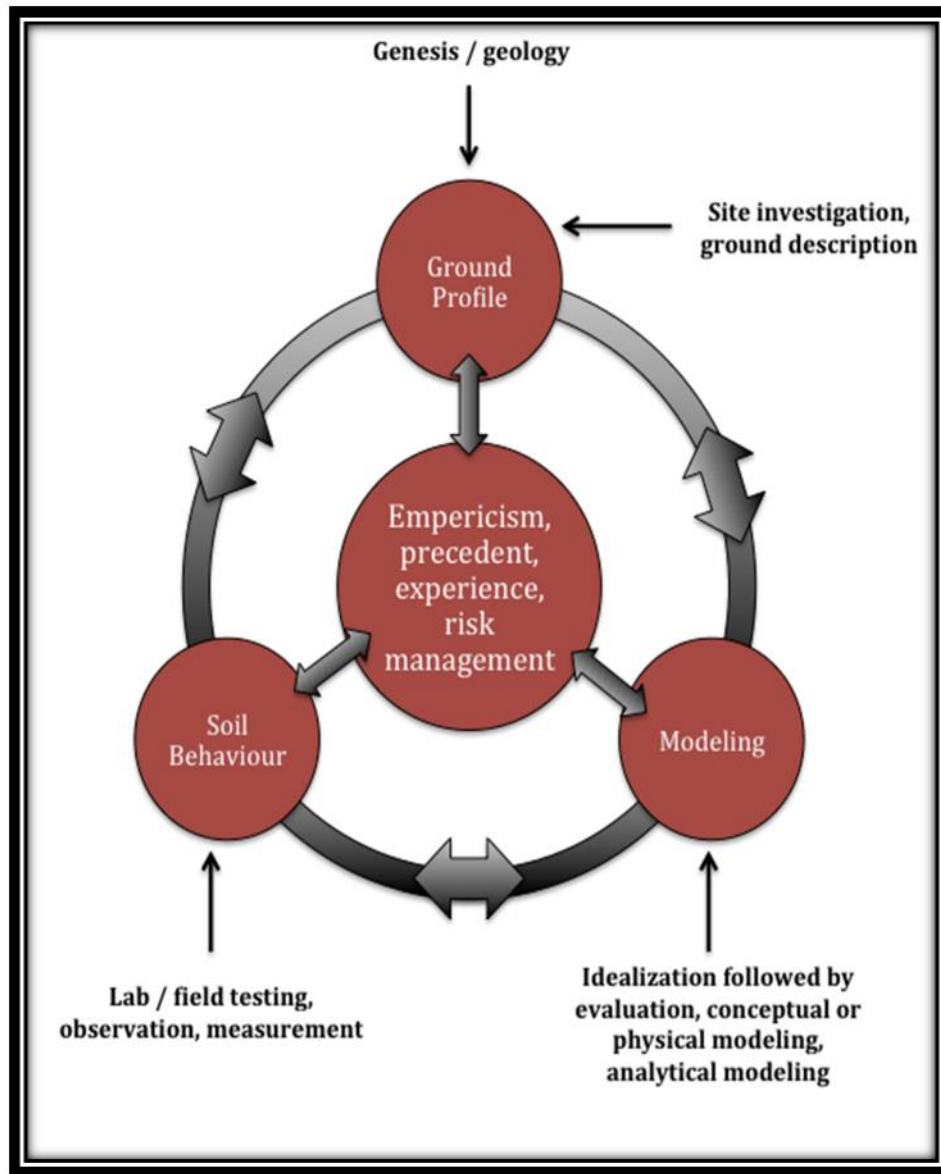 Genesis / geology
Site investigation,
ground description
Ground
Profile
Empericism,
precedent,
experience,
risk
management
Soil
Behaviour
Modeling
Lab / field testing,
observation, measurement
Idealization followed by
evaluation, conceptual or
physical modeling,
analytical modeling